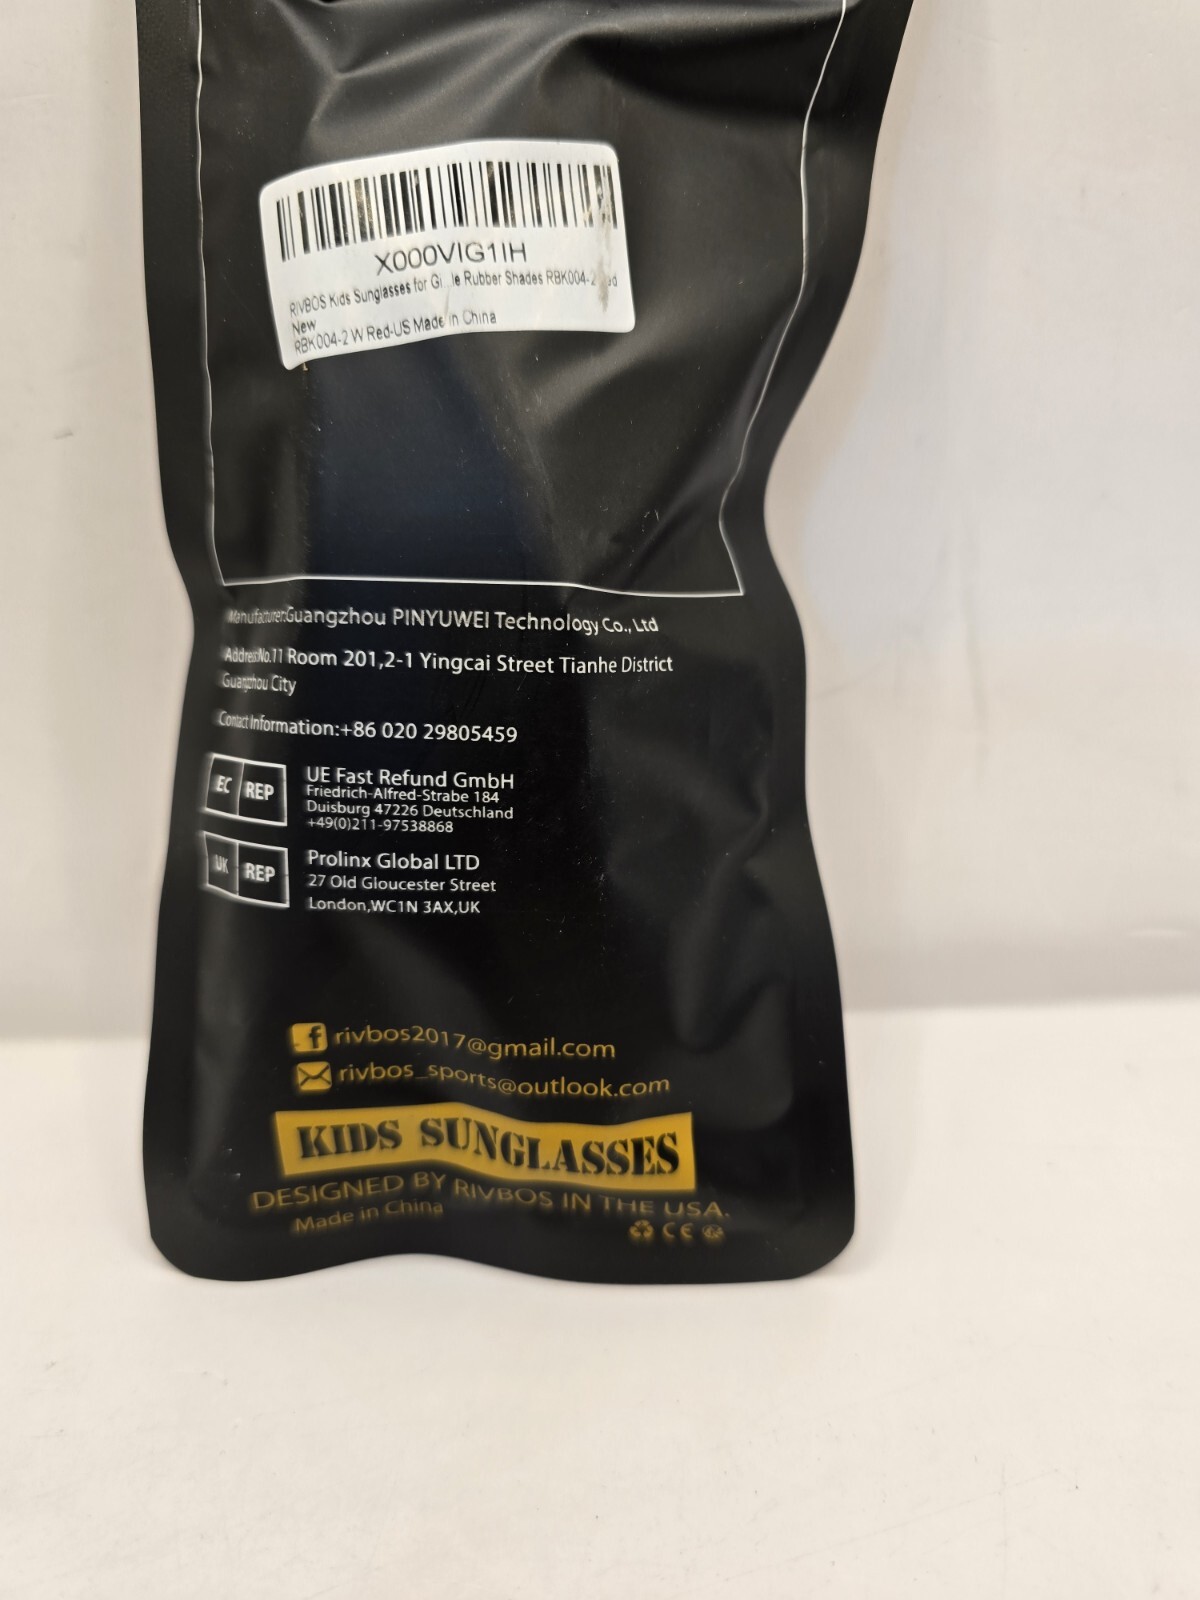 X000VIG1IH
RIVBOS Kids Sunglasses for Gi le Rubber Shades RBK004-2
New
RBK004-2 W Red-US Made in China
Manufacturer:Guangzhou PINYUWEI Technology Co., Ltd
Address:No.11 Room 201,2-1 Yingcai Street Tianhe District
Guangzhou City
Contact Information:+86 020 29805459
EC REP
UE Fast Refund GmbH
Friedrich-Alfred-Strabe 184
Duisburg 47226 Deutschland
+49(0)211-97538868
UK REP
Prolinx Global LTD
27 Old Gloucester Street
London,WC1N 3AX,UK
f rivbos2017@gmail.com
rivbos_sports@outlook.com
KIDS SUNGLASSES
DESIGNED BY RIVBOS IN THE USA.
Made in China
CE